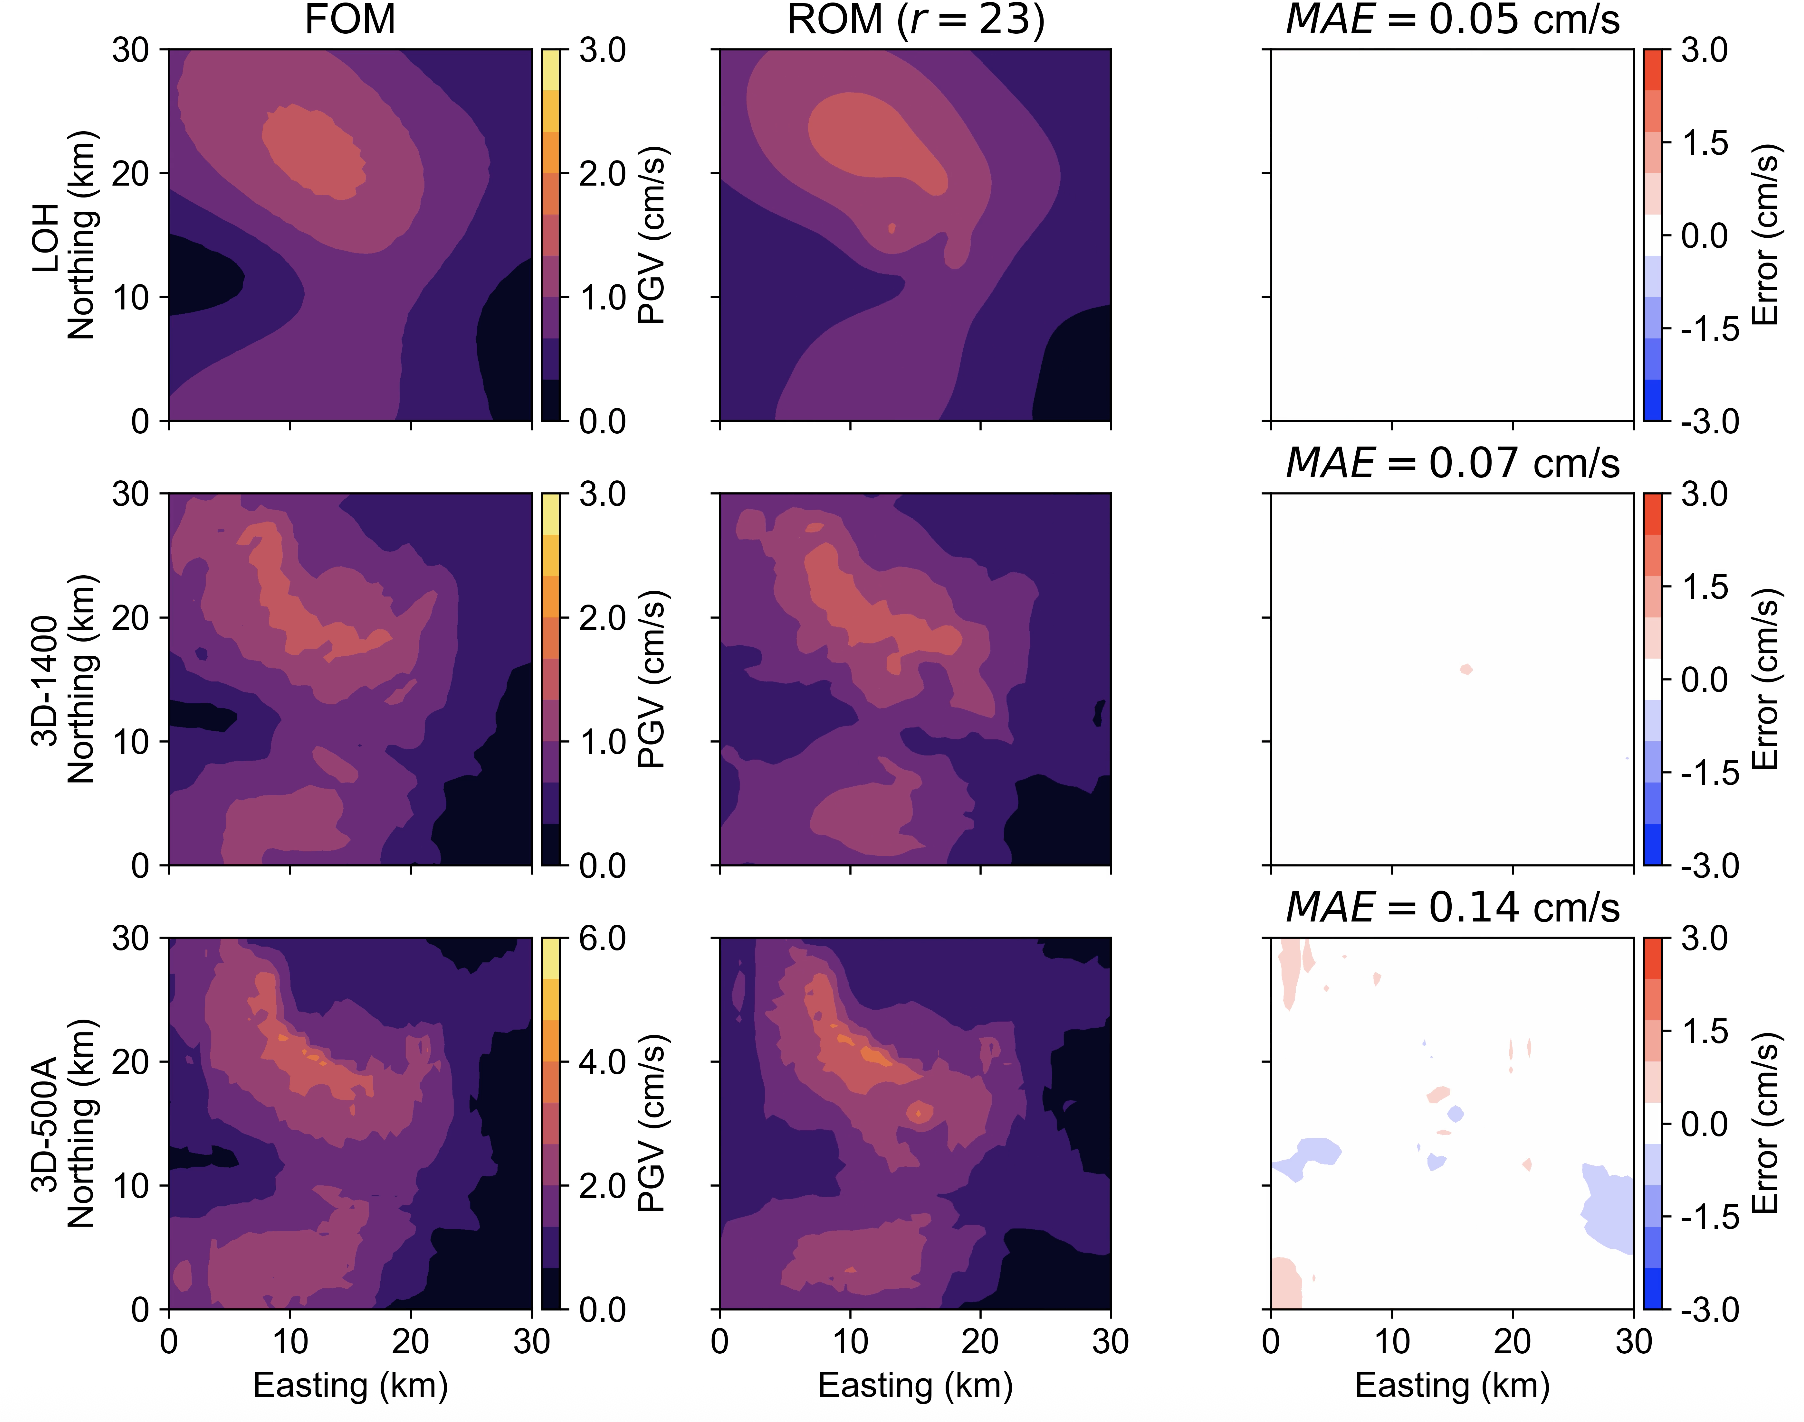 FOM
ROM (r = 23)
MAE = 0.05 cm/s
30
20
10
0
LOH
Northing (km)
3.0
2.0
1.0
0.0
PGV (cm/s)
3.0
1.5
0.0
-1.5
-3.0
Error (cm/s)
MAE = 0.07 cm/s
30
20
10
0
3D-1400
Northing (km)
3.0
2.0
1.0
0.0
PGV (cm/s)
3.0
1.5
0.0
-1.5
-3.0
Error (cm/s)
MAE = 0.14 cm/s
30
20
10
0
3D-500A
Northing (km)
6.0
4.0
2.0
0.0
PGV (cm/s)
3.0
1.5
0.0
-1.5
-3.0
Error (cm/s)
0 10 20 30
0 10 20 30
0 10 20 30
Easting (km)
Easting (km)
Easting (km)